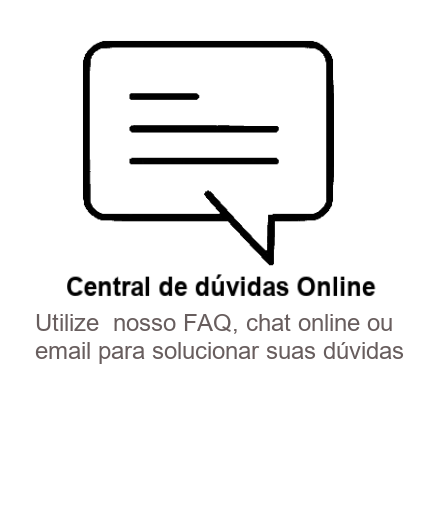 Central de dúvidas Online
Utilize  nosso FAQ, chat online ou
email para solucionar suas dúvidas